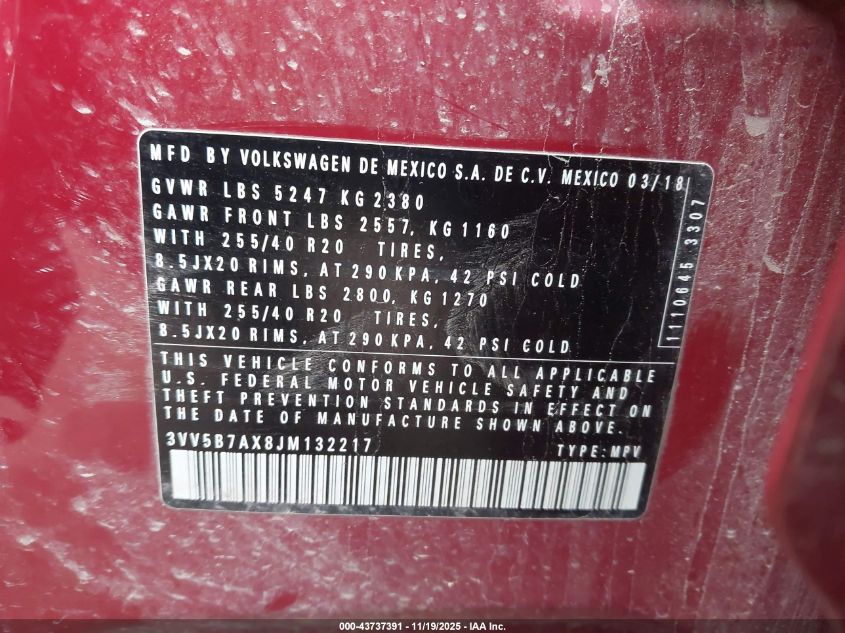 MFD BY VOLKSWAGEN DE MEXICO S.A. DE C.V. MEXICO 03/18
GVWR LBS 5247 KG 2380
GAWR FRONT LBS 2557, KG 1160
WITH 255/40 R20 TIRES,
8.5JX20 RIMS, AT 290 KPA, 42 PSI COLD
GAWR REAR LBS 2800, KG 1270
WITH 255/40 R20 TIRES,
8.5JX20 RIMS, AT 290 KPA, 42 PSI COLD
1110645 3307
THIS VEHICLE CONFORMS TO ALL APPLICABLE
U.S. FEDERAL MOTOR VEHICLE SAFETY AND
THEFT PREVENTION STANDARDS IN EFFECT ON
THE DATE OF MANUFACTURE SHOWN ABOVE.
3VV5B7AX8JM132217 TYPE: MPV
000-43737391 - 11/19/2025 - IAA Inc.